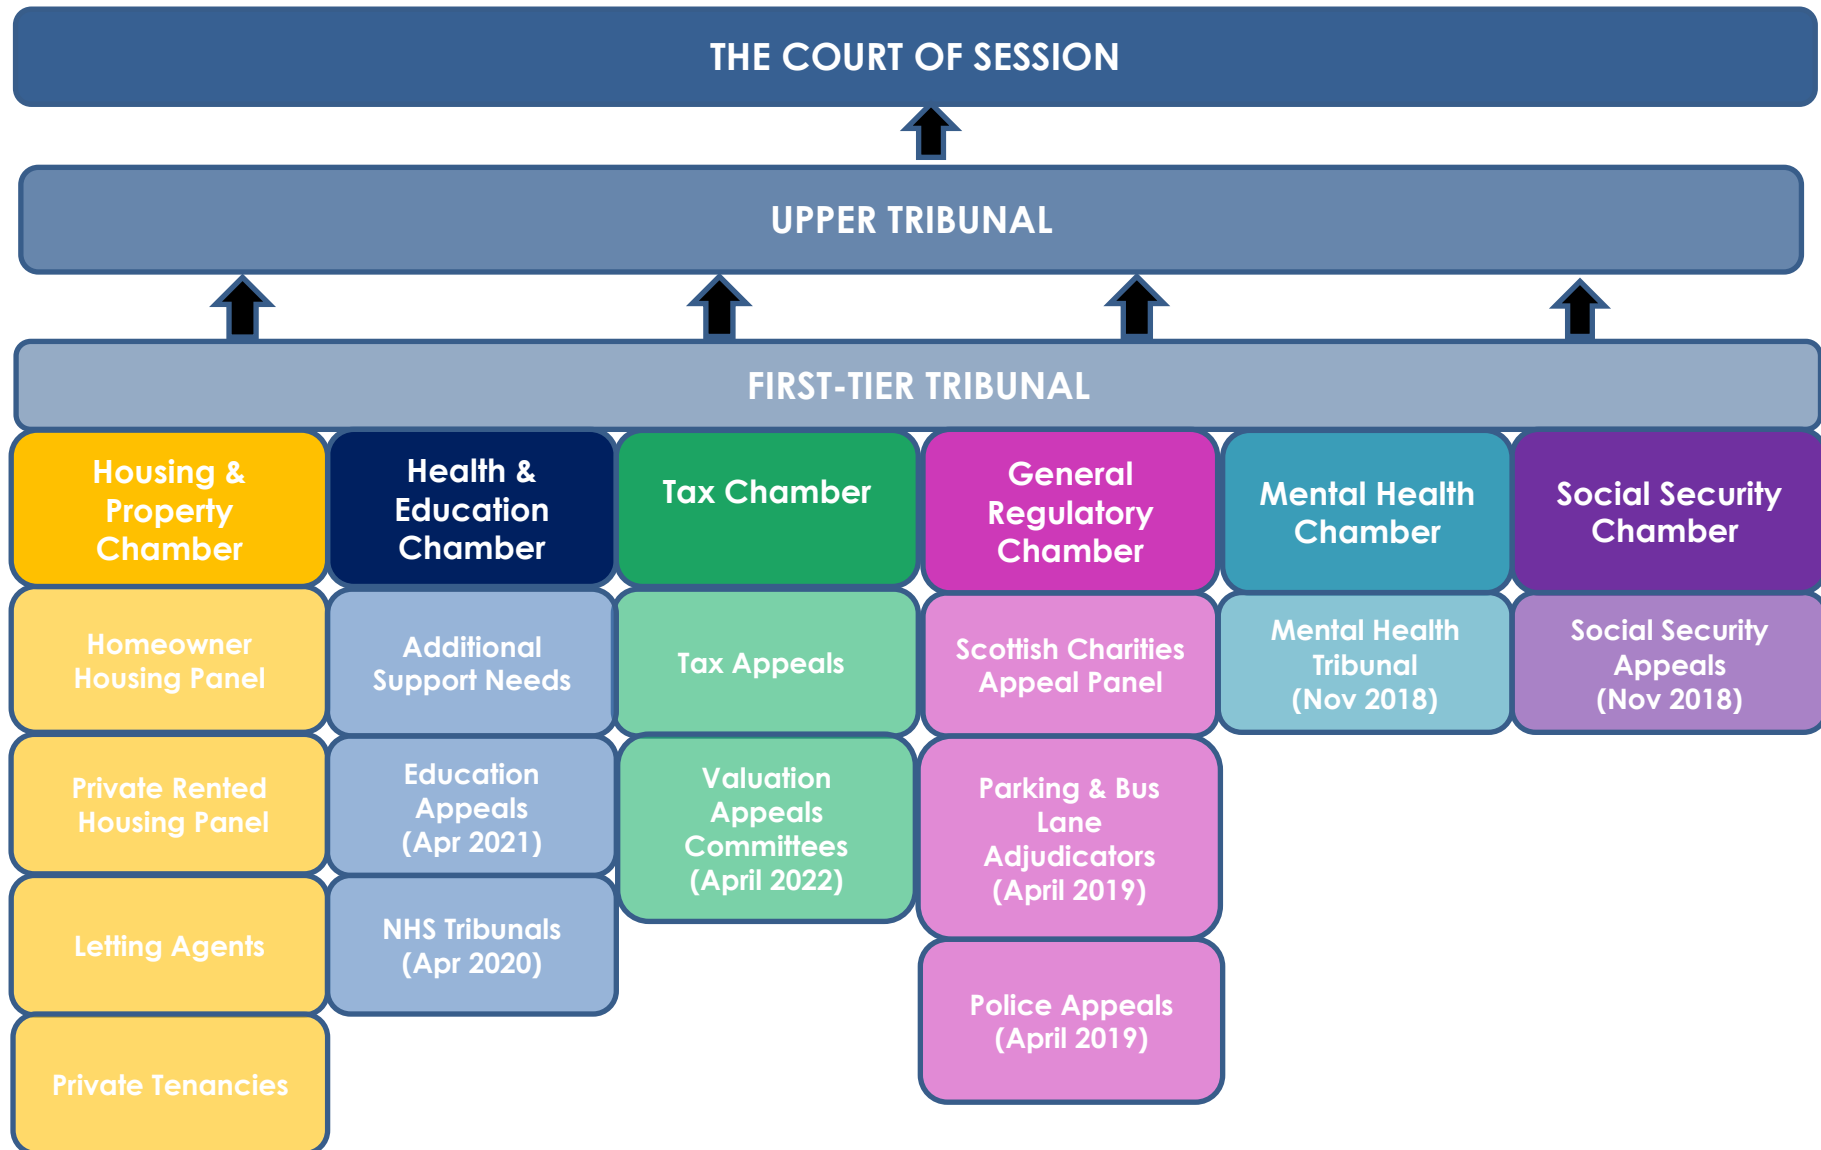 THE COURT OF SESSION
UPPER TRIBUNAL
FIRST-TIER TRIBUNAL
Housing &
Property
Chamber
Homeowner
Housing Panel
Private Rented
Housing Panel
Letting Agents
Private Tenancies
Health &
Education
Chamber
Additional
Support Needs
Education
Appeals
(Apr 2021)
NHS Tribunals
(Apr 2020)
Tax Chamber
Tax Appeals
Valuation
Appeals
Committees
(April 2022)
General
Regulatory
Chamber
Scottish Charities
Appeal Panel
Parking & Bus
Lane
Adjudicators
(April 2019)
Police Appeals
(April 2019)
Mental Health
Chamber
Mental Health
Tribunal
(Nov 2018)
Social Security
Chamber
Social Security
Appeals
(Nov 2018)